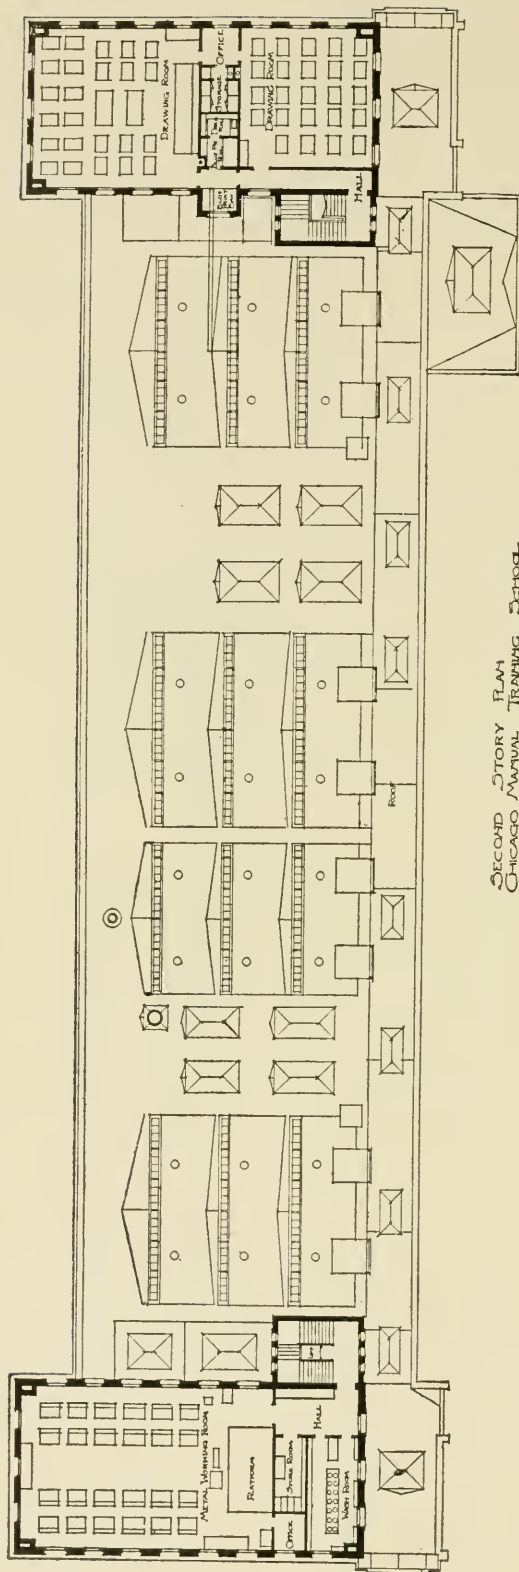 DRAWING ROOM
OFFICE
STORAGE
DRAWING ROOM
HALL
ROOF
SECOND STORY PLAN
CHICAGO MANUAL TRAINING SCHOOL
METAL WORKING ROOM
PLATFORM
OFFICE
STORE ROOM
HALL
WASH ROOM
LIFT